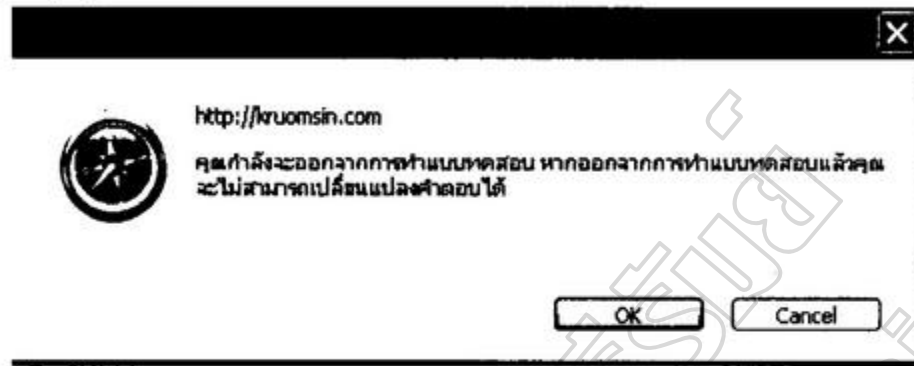 http://kruomsin.com
คุณกำลังจะออกจากการทำแบบทดสอบ หากออกจากการทำแบบทดสอบแล้วคุณ
จะไม่สามารถเปลี่ยนแปลงคำตอบได้
OK Cancel